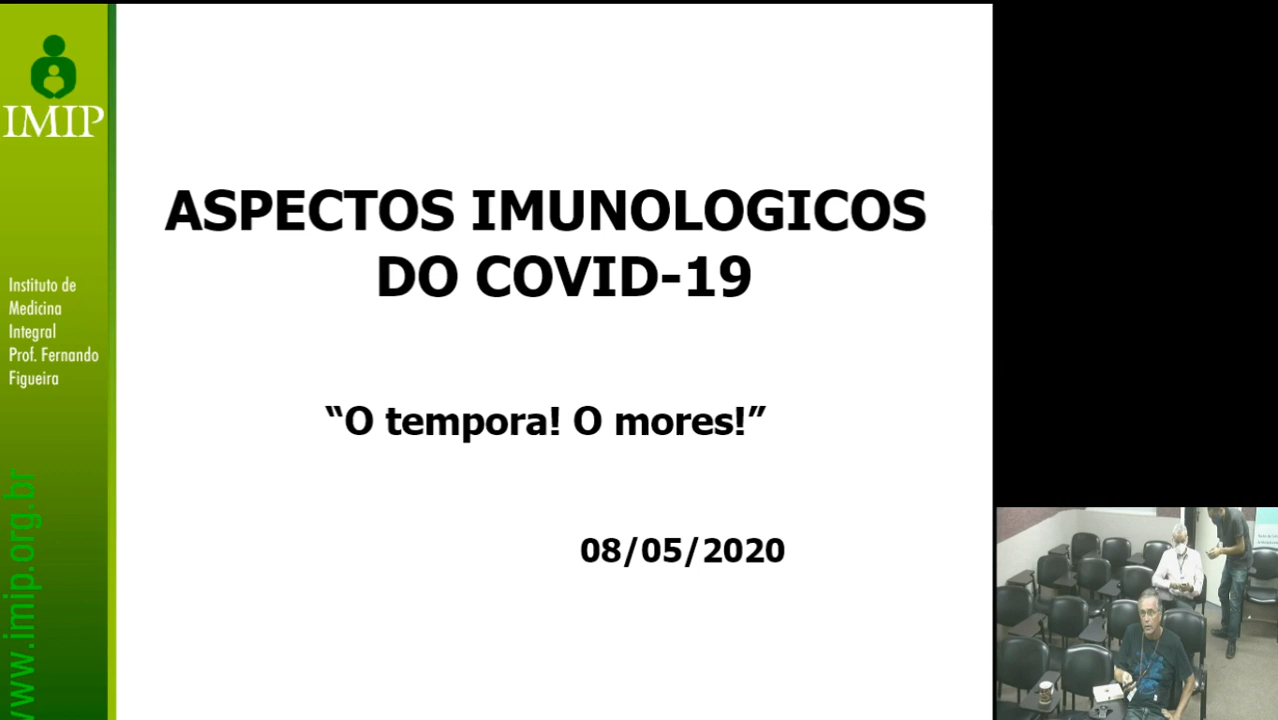 IMIP
Instituto de
Medicina
Integral
Prof. Fernando
Figueira
www.imip.org.br
ASPECTOS IMUNOLOGICOS
DO COVID-19
“O tempora! O mores!”
08/05/2020